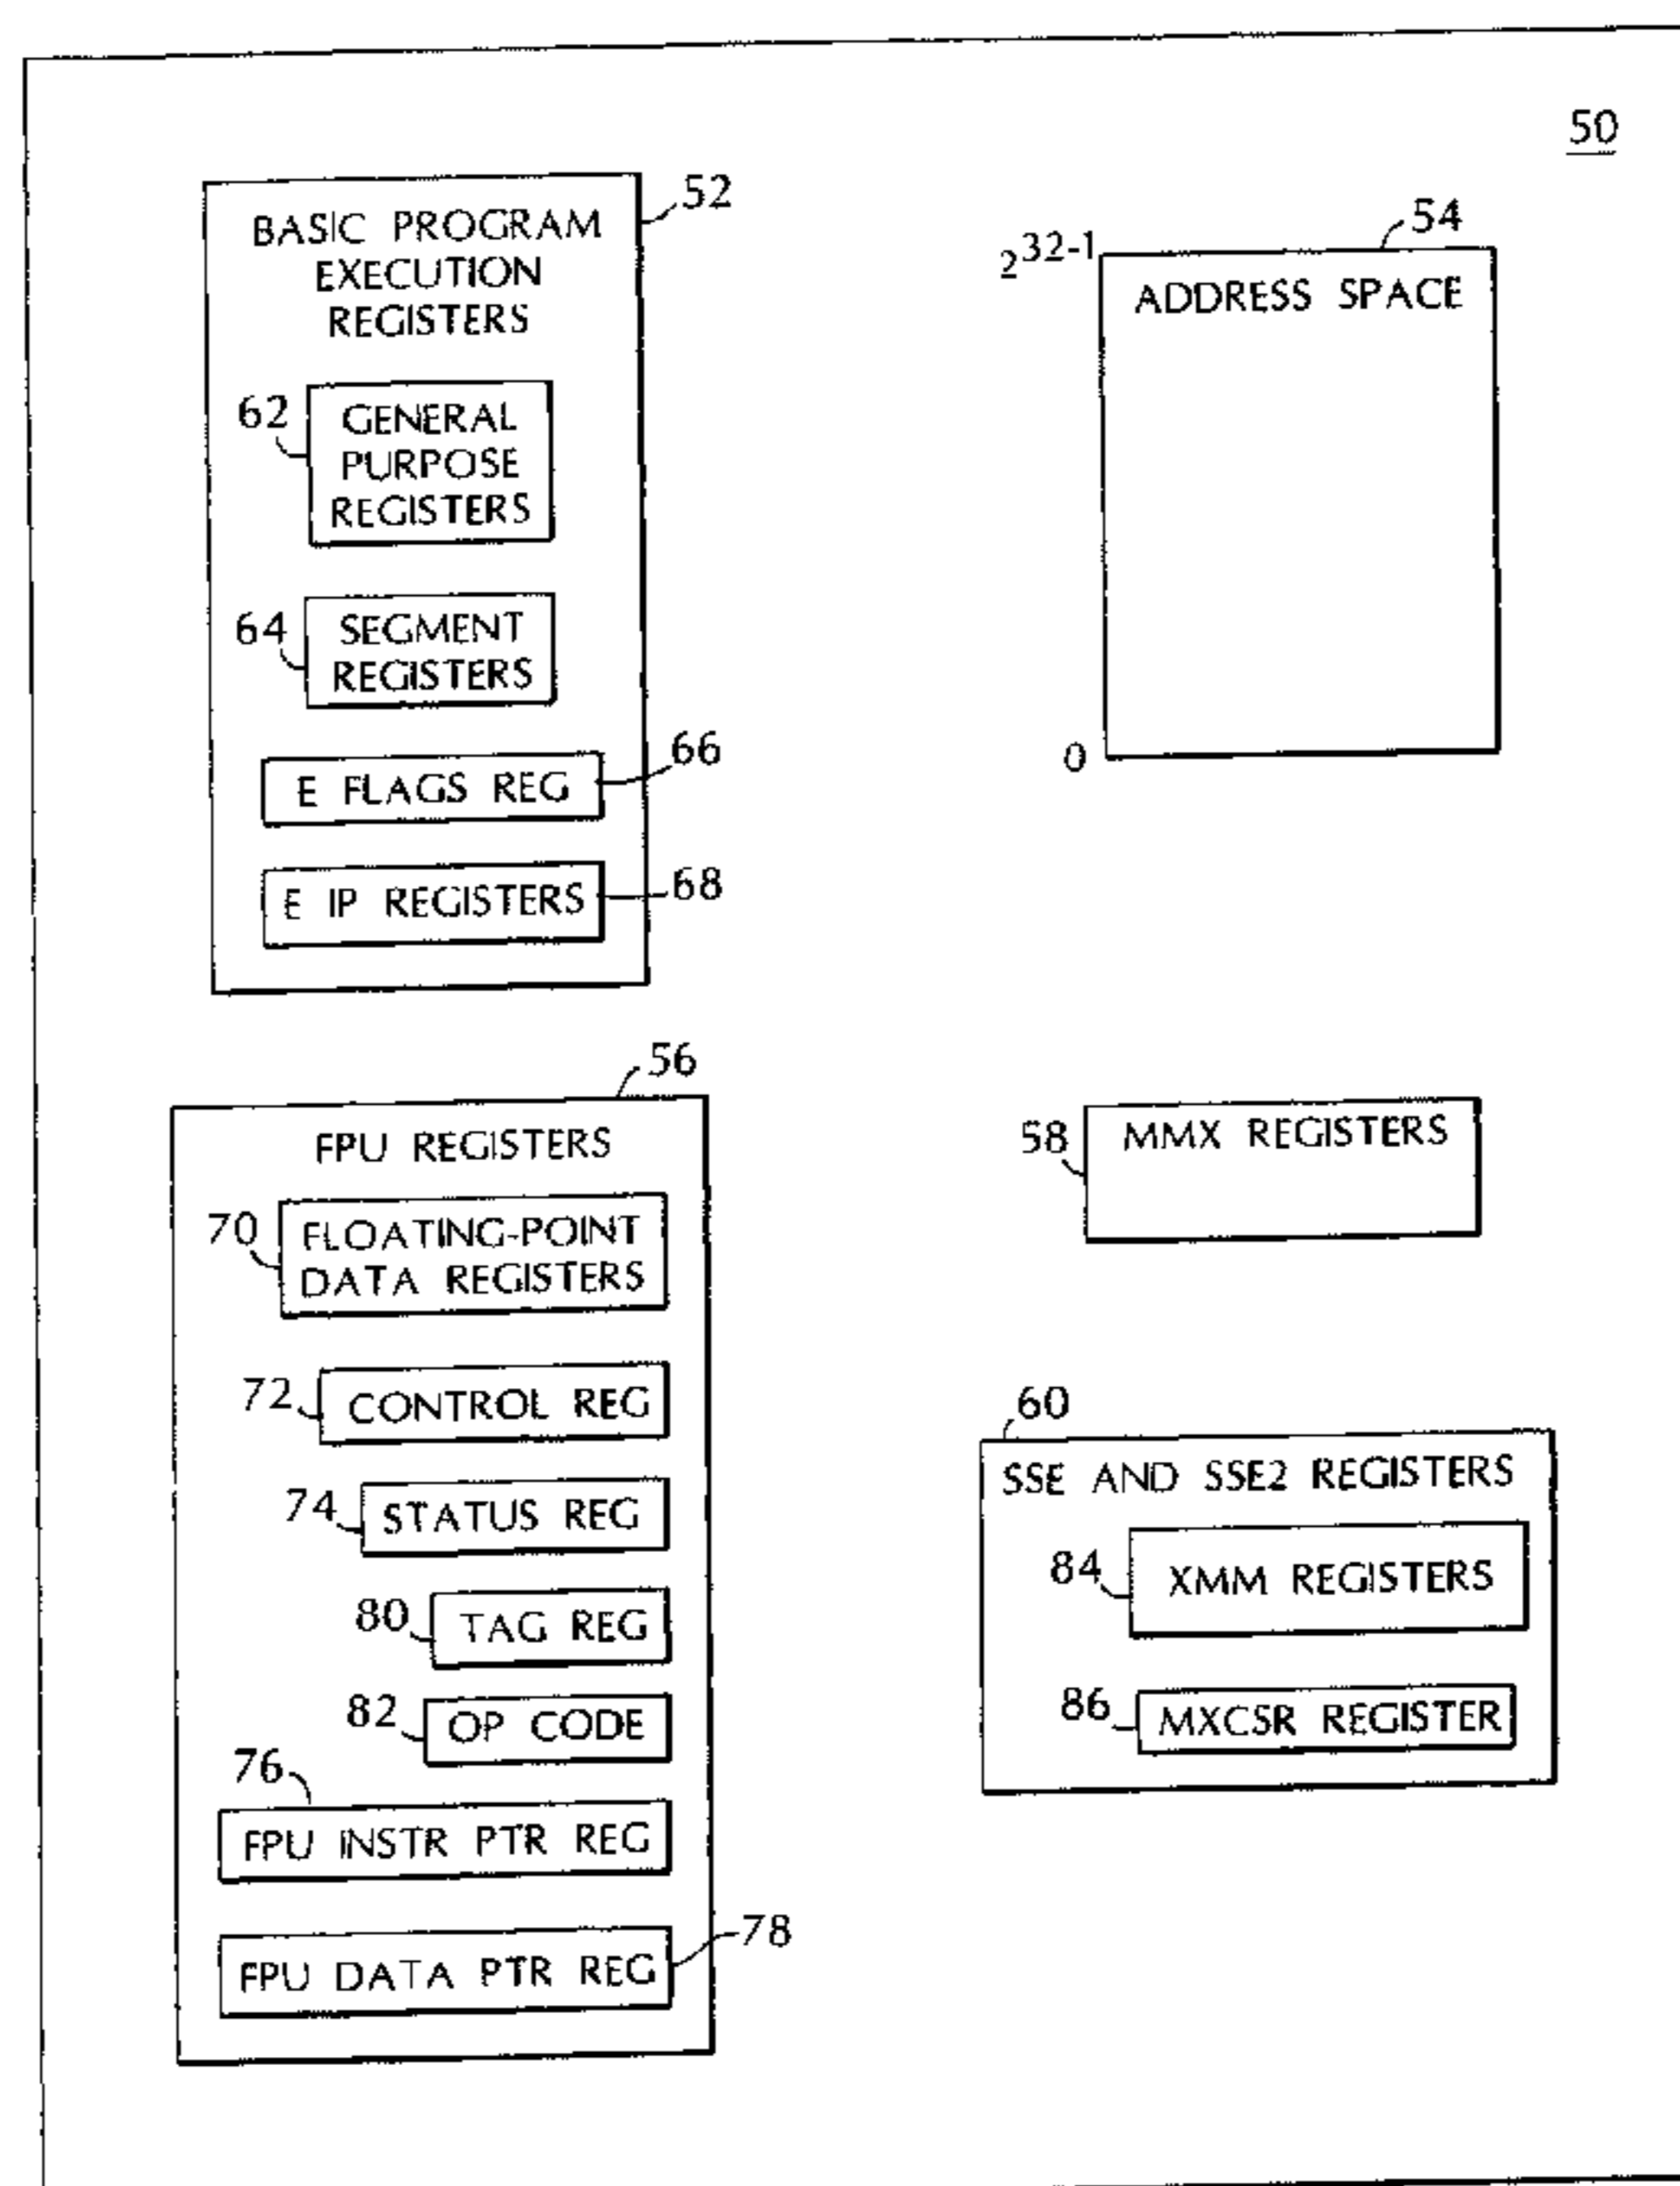 50
52
BASIC PROGRAM
EXECUTION
REGISTERS
62
GENERAL
PURPOSE
REGISTERS
64
SEGMENT
REGISTERS
66
E FLAGS REG
68
E IP REGISTERS
54
2^32-1
ADDRESS SPACE
0
56
FPU REGISTERS
70
FLOATING-POINT
DATA REGISTERS
72
CONTROL REG
74
STATUS REG
80
TAG REG
82
OP CODE
76
FPU INSTR PTR REG
78
FPU DATA PTR REG
58
MMX REGISTERS
60
SSE AND SSE2 REGISTERS
84
XMM REGISTERS
86
MXCSR REGISTER